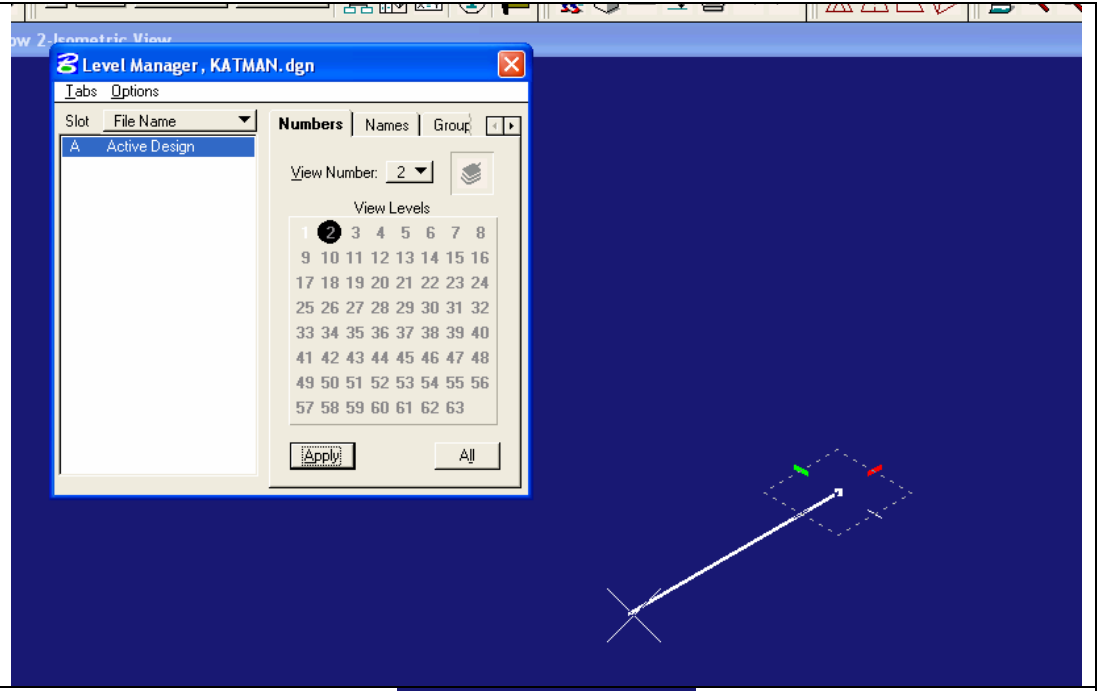 ow 2-Isometric View
Level Manager, KATMAN.dgn
Tabs Options
Slot File Name
A Active Design
Numbers Names Group
View Number: 2
View Levels
1 2 3 4 5 6 7 8
9 10 11 12 13 14 15 16
17 18 19 20 21 22 23 24
25 26 27 28 29 30 31 32
33 34 35 36 37 38 39 40
41 42 43 44 45 46 47 48
49 50 51 52 53 54 55 56
57 58 59 60 61 62 63
Apply All